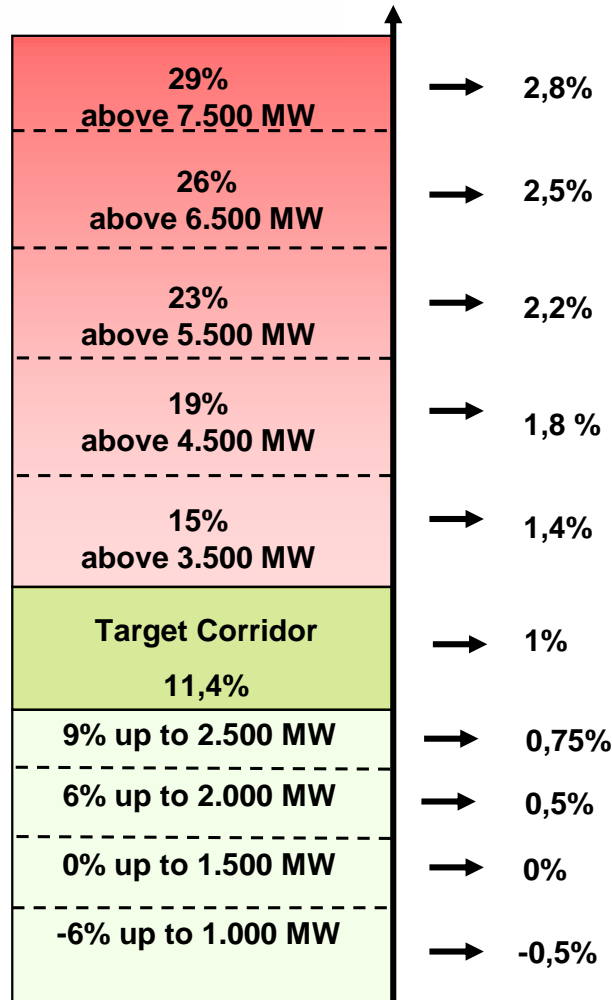 29%
above 7.500 MW
2,8%
26%
above 6.500 MW
2,5%
23%
above 5.500 MW
2,2%
19%
above 4.500 MW
1,8 %
15%
above 3.500 MW
1,4%
Target Corridor
11,4%
1%
9% up to 2.500 MW
0,75%
6% up to 2.000 MW
0,5%
0% up to 1.500 MW
0%
-6% up to 1.000 MW
-0,5%